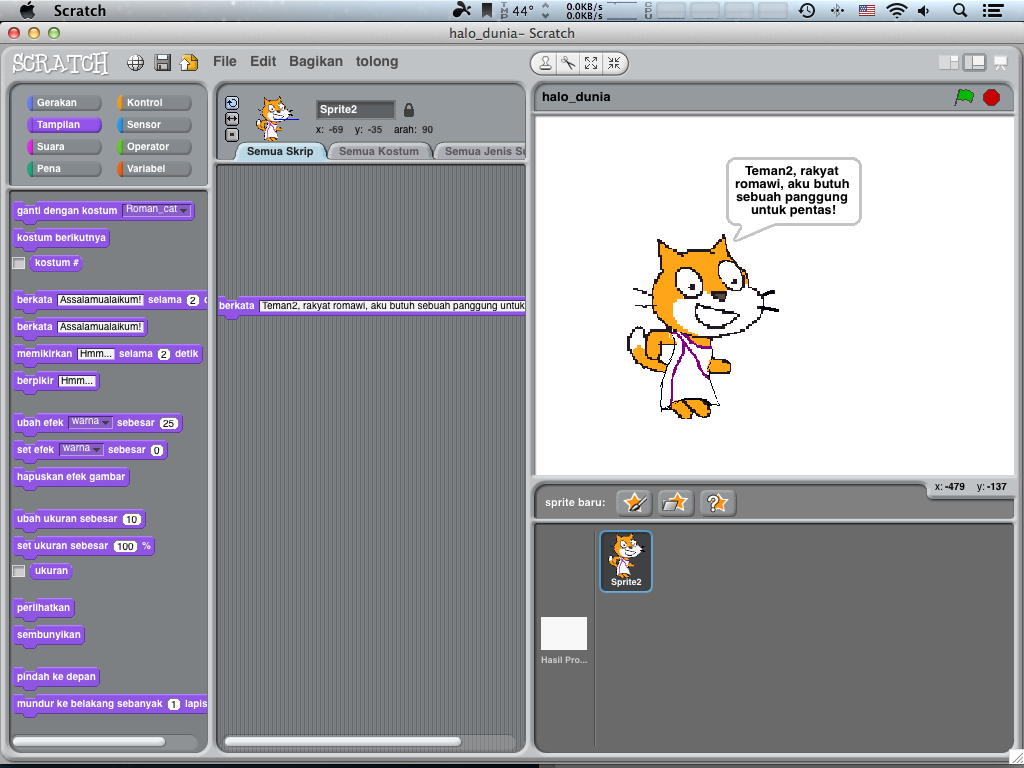 Scratch
44°
0.0KB/s
0.0KB/s
halo_dunia– Scratch
SCRATCH
File Edit Bagikan tolong
Gerakan Kontrol
Tampilan Sensor
Suara Operator
Pena Variabel
ganti dengan kostum Roman_cat
kostum berikutnya
kostum #
berkata Assalamualaikum! selama 2
berkata Assalamualaikum!
memikirkan Hmm... selama 2 detik
berpikir Hmm...
ubah efek warna sebesar 25
set efek warna sebesar 0
hapuskan efek gambar
ubah ukuran sebesar 10
set ukuran sebesar 100 %
ukuran
perlihatkan
sembunyikan
pindah ke depan
mundur ke belakang sebanyak 1 lapis
Sprite2
x: -69 y: -35 arah: 90
Semua Skrip Semua Kostum Semua Jenis Su
berkata Teman2, rakyat romawi, aku butuh sebuah panggung untuk
halo_dunia
Teman2, rakyat
romawi, aku butuh
sebuah panggung
untuk pentas!
x: -479 y: -137
sprite baru:
Sprite2
Hasil Pro...